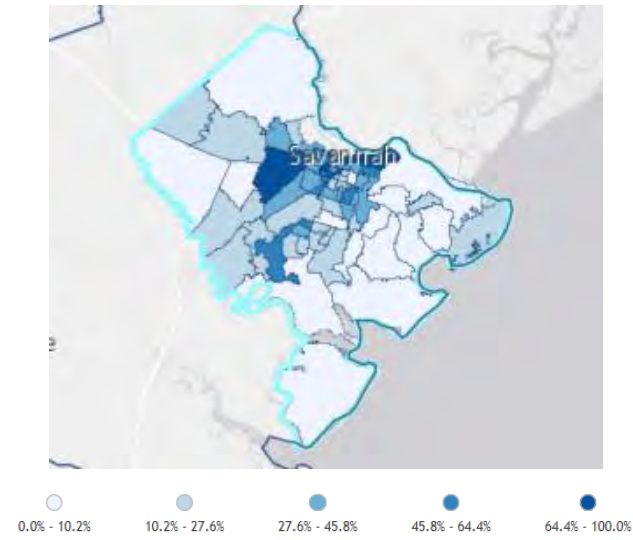 Savannah
e
0.0% - 10.2%
10.2% - 27.6%
27.6% - 45.8%
45.8% - 64.4%
64.4% - 100.0%